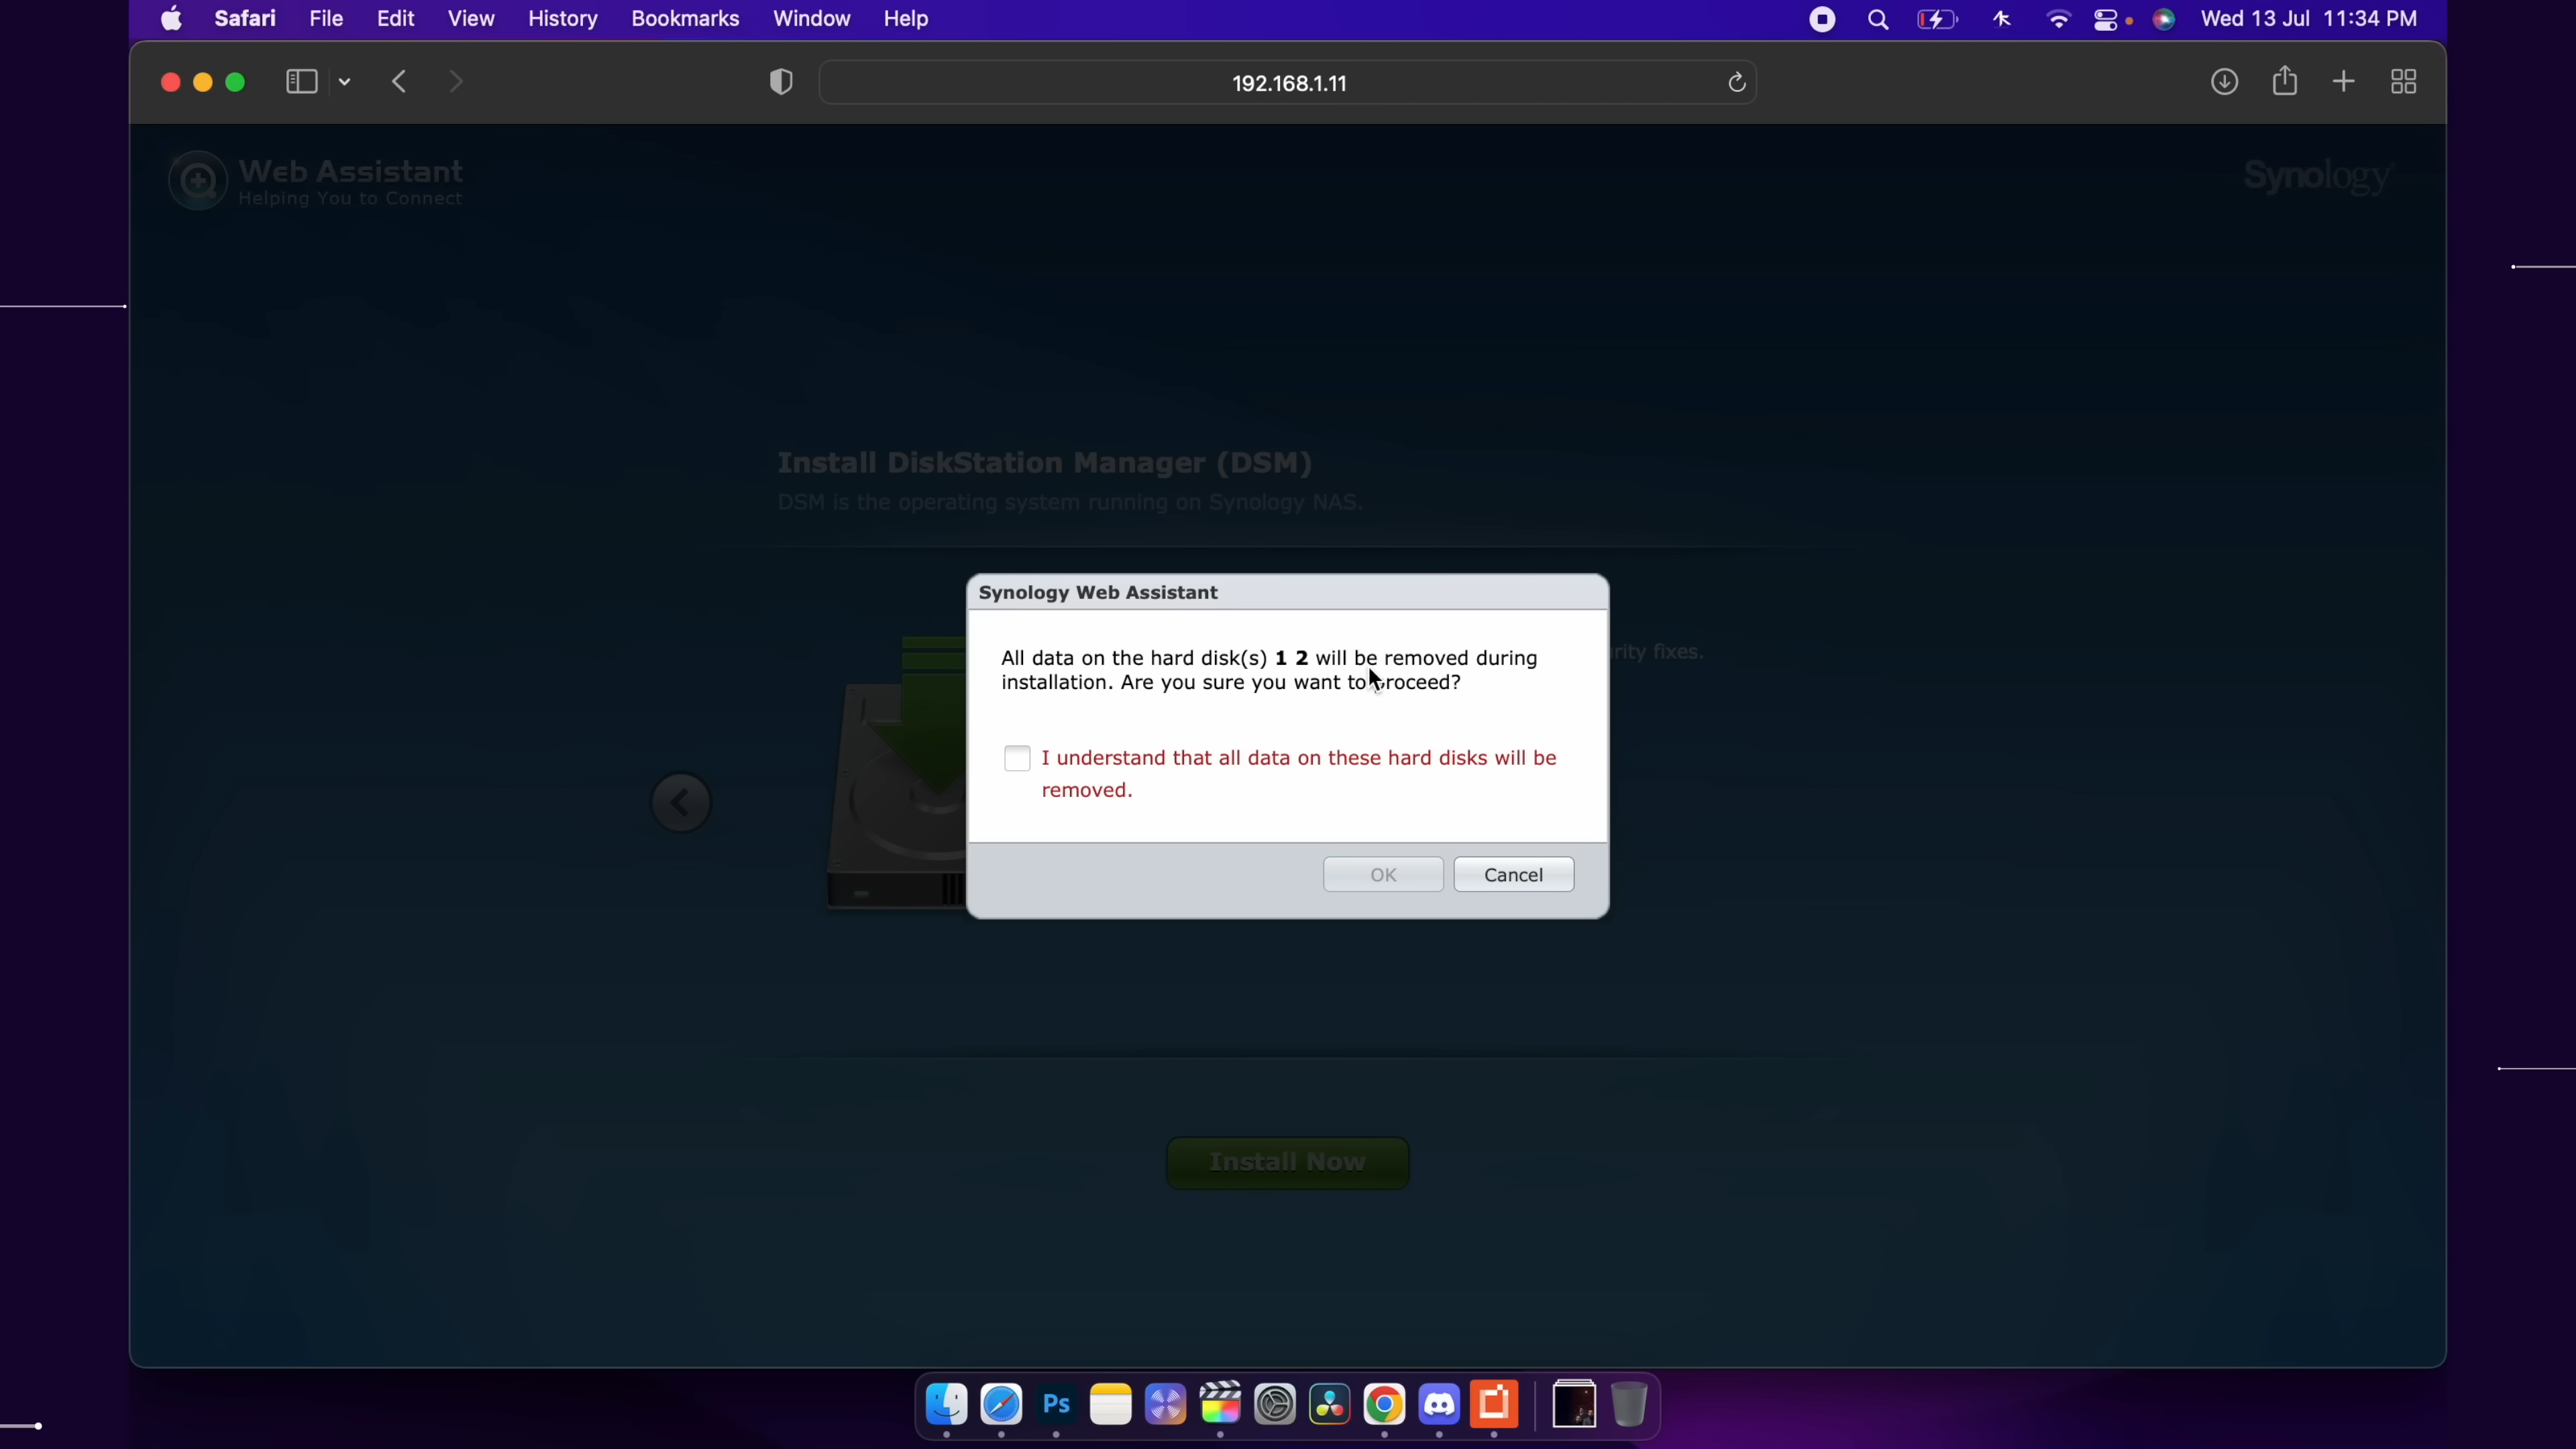 Safari File Edit View History Bookmarks Window Help Wed 13 Jul 11:34 PM
192.168.1.11
Web Assistant
Helping You to Connect
Synology
Install DiskStation Manager (DSM)
DSM is the operating system running on Synology NAS.
Synology Web Assistant
All data on the hard disk(s) 1 2 will be removed during
installation. Are you sure you want to proceed?
fixes.
I understand that all data on these hard disks will be
removed.
OK Cancel
Install Now
Ps